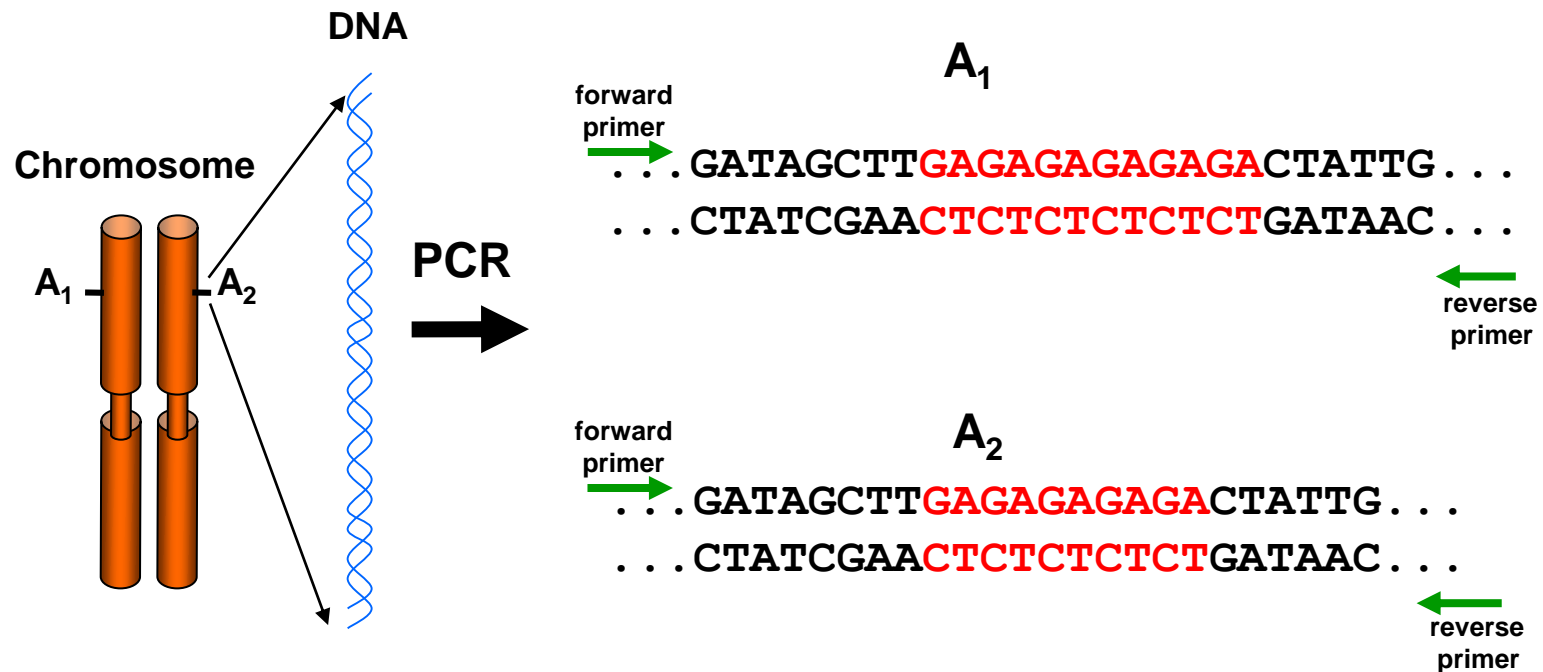 DNA
Chromosome
A₁
A₂
PCR
A₁
forward
primer
...GATAGCTTGAGAGAGAGAGACTATTG...
...CTATCGAACTCTCTCTCTCTGATAAC...
reverse
primer
A₂
forward
primer
...GATAGCTTGAGAGAGAGACTATTG...
...CTATCGAACTCTCTCTCTGATAAC...
reverse
primer